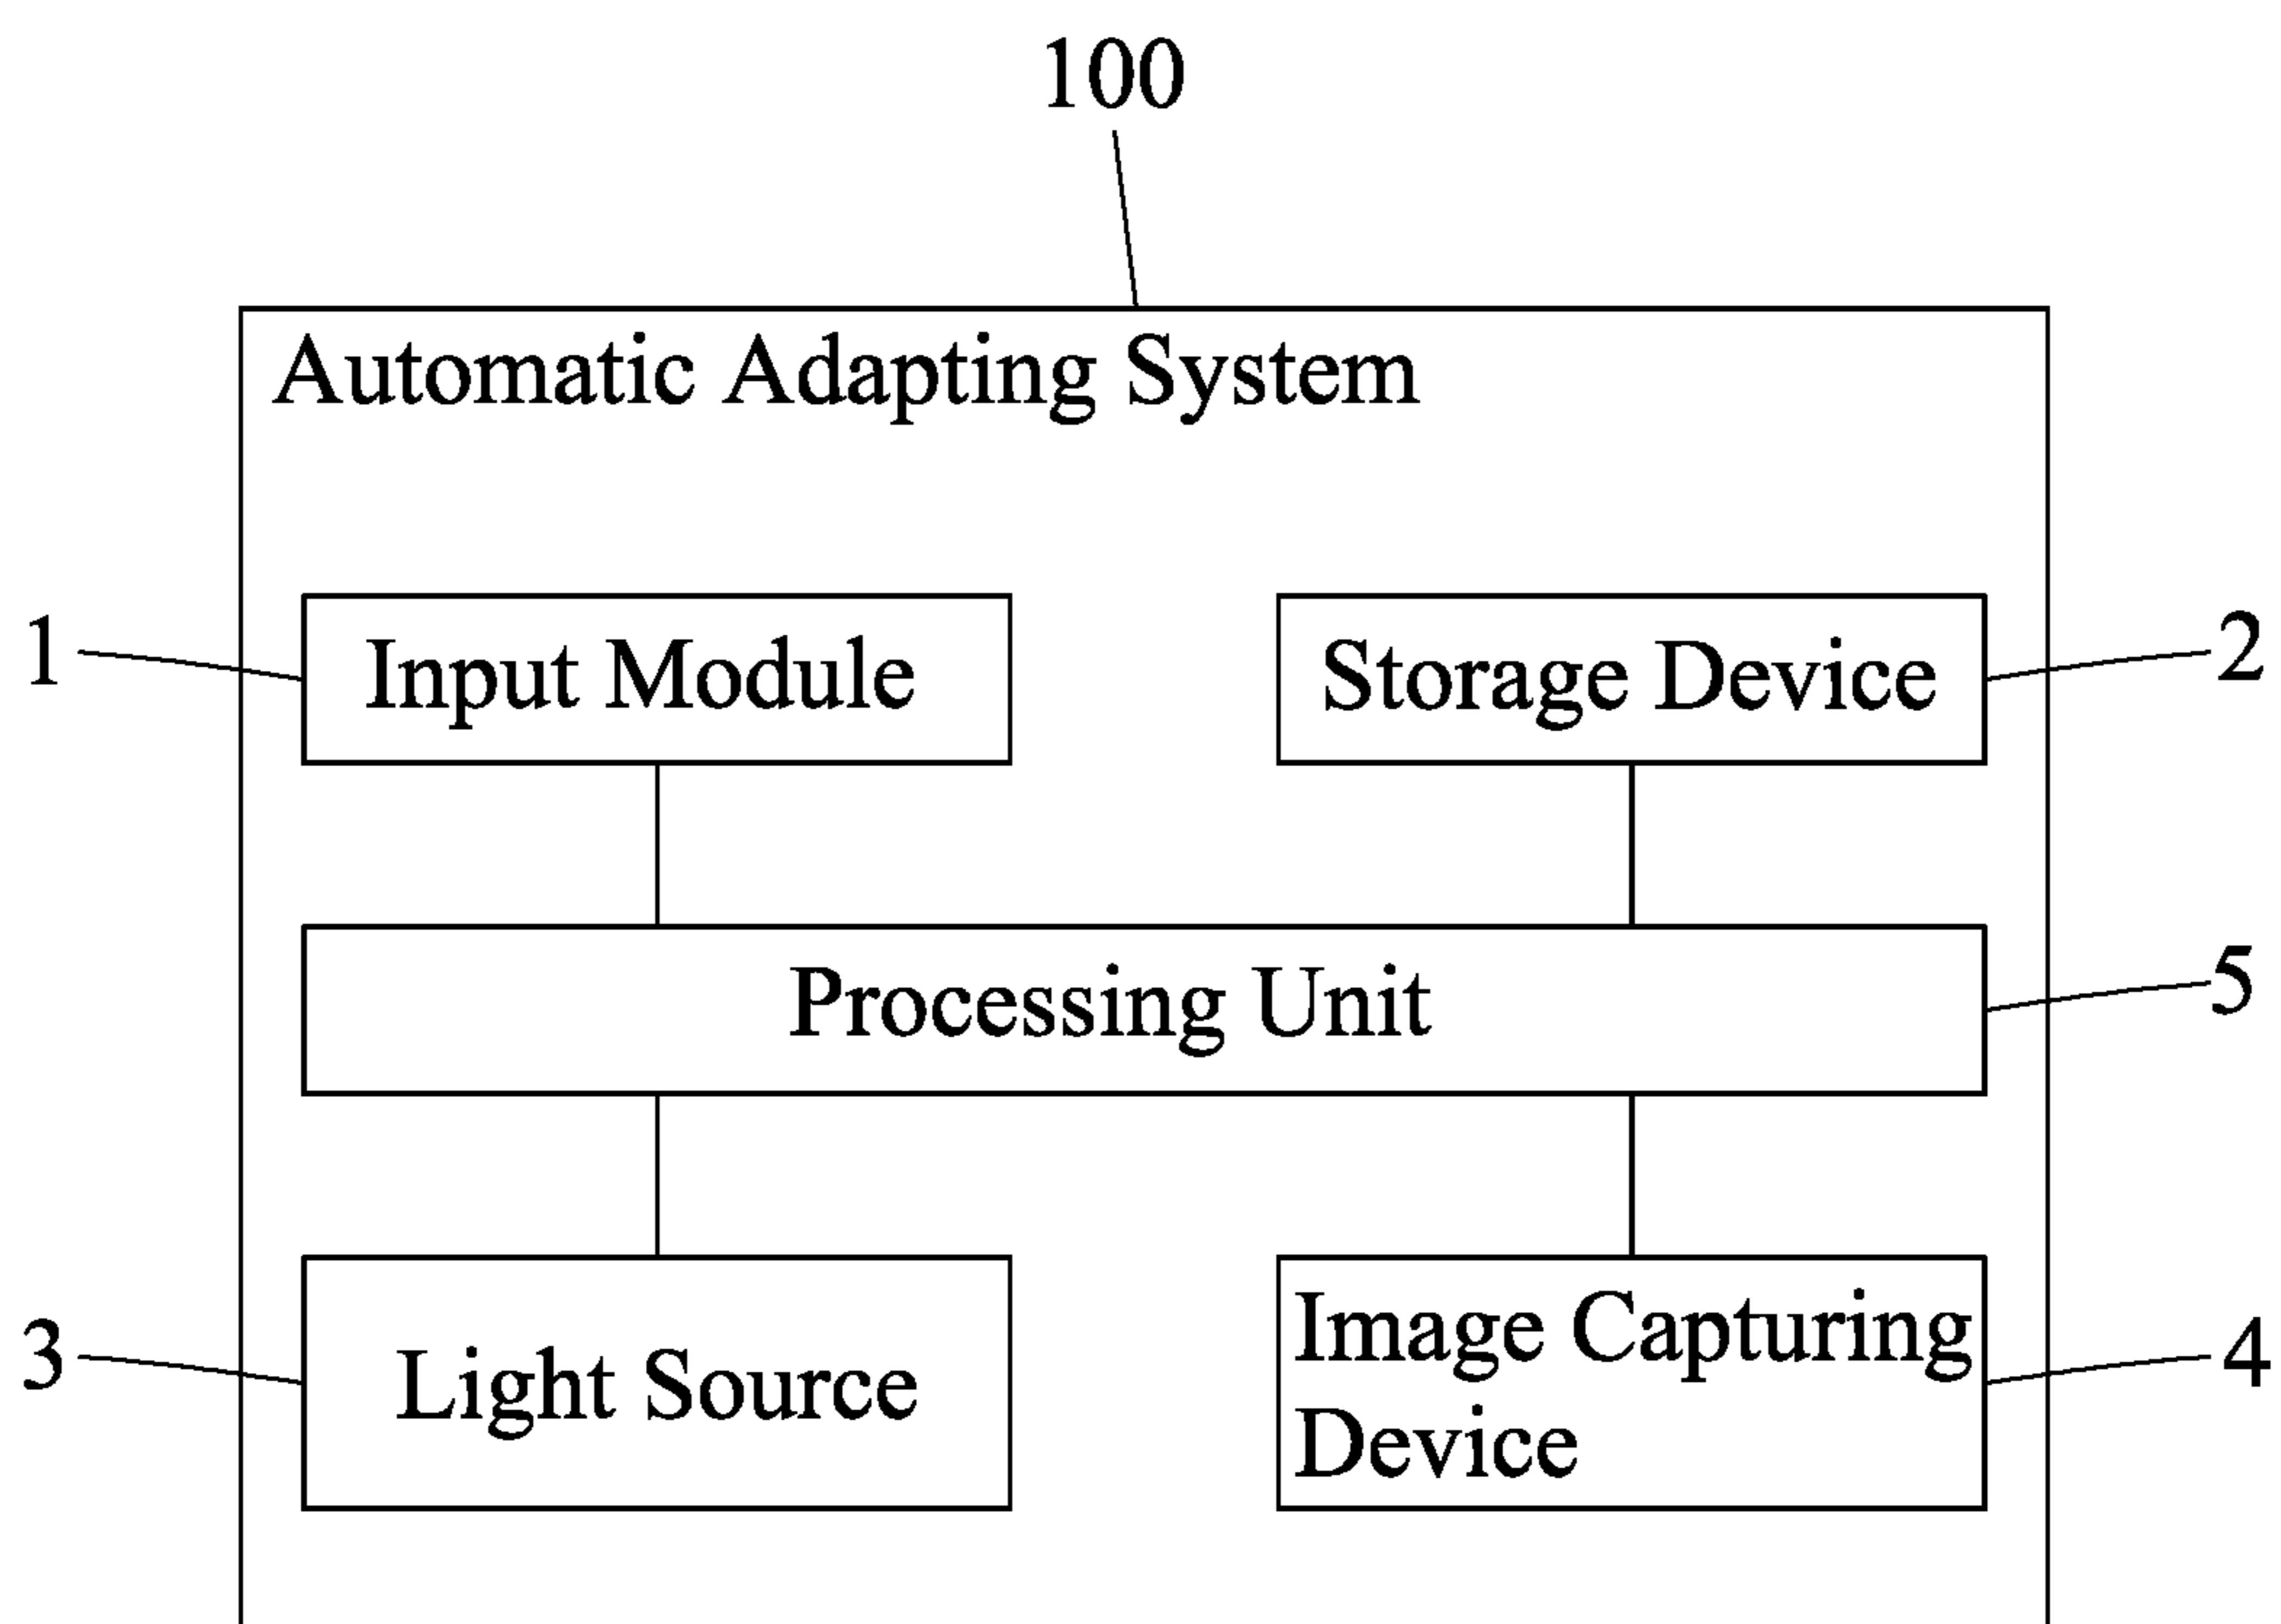 100
Automatic Adapting System
1
Input Module
Storage Device
2
Processing Unit
5
3
Light Source
Image Capturing
Device
4